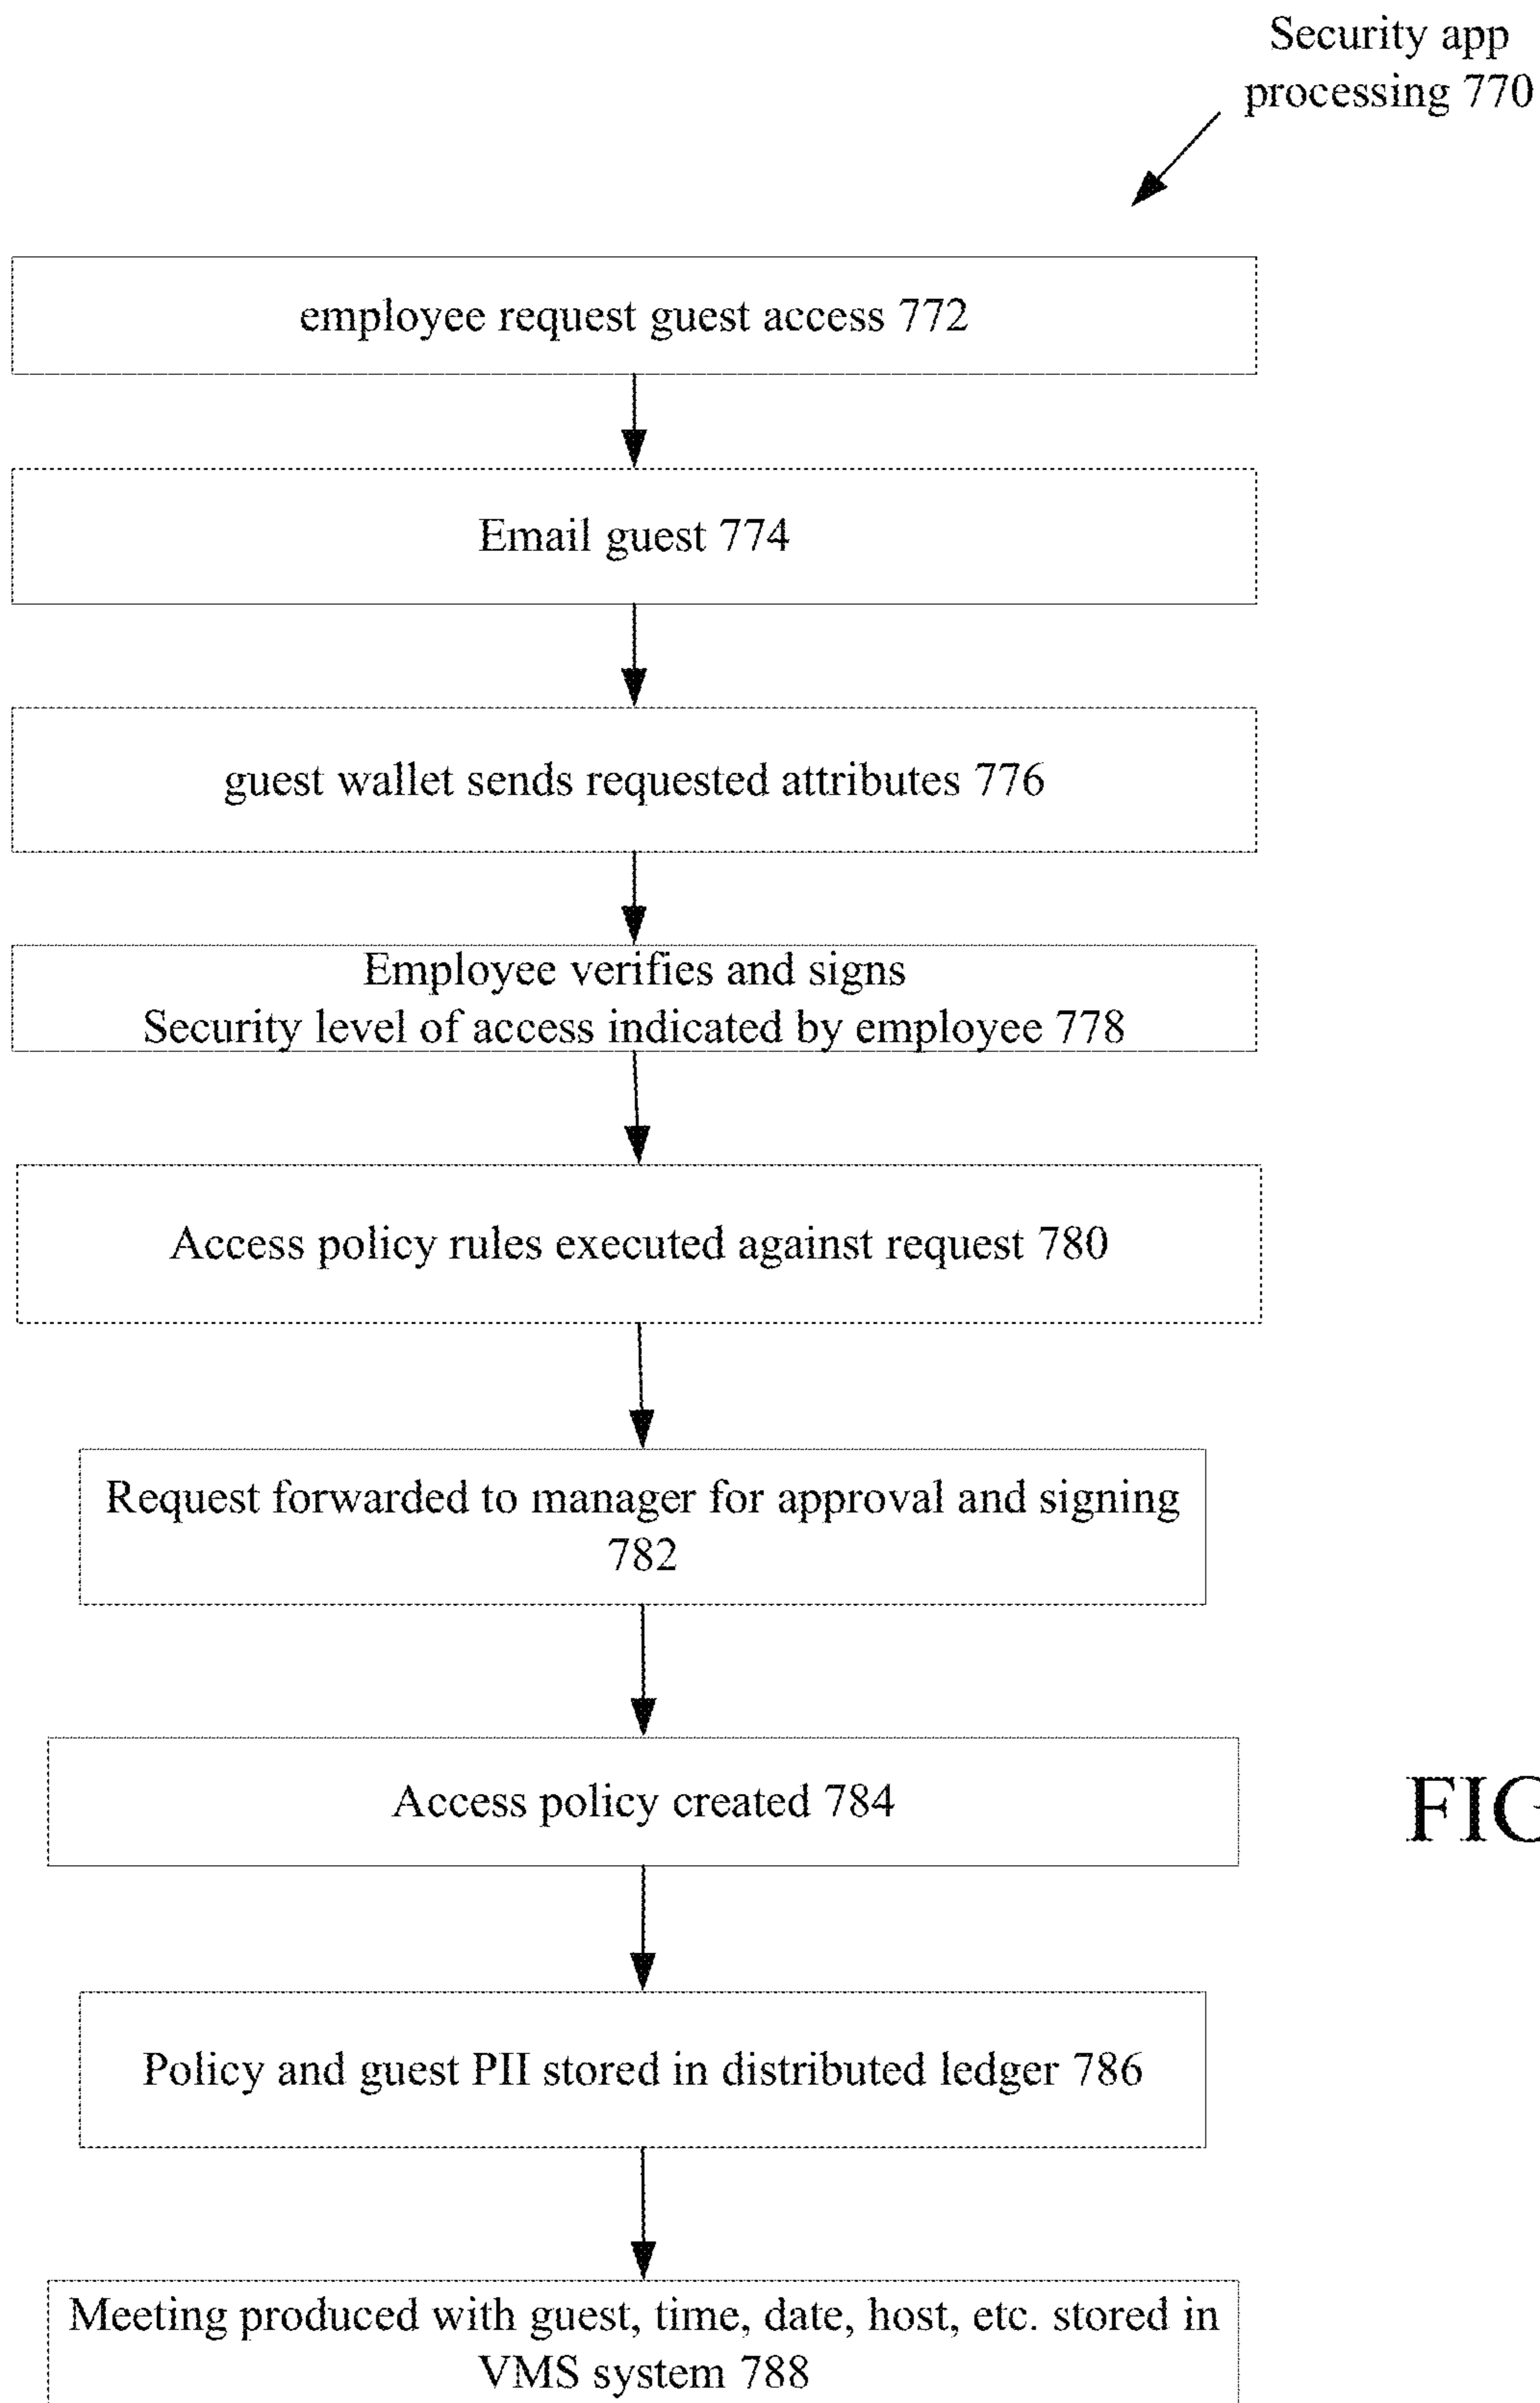 Security app
processing 770
employee request guest access 772
Email guest 774
guest wallet sends requested attributes 776
Employee verifies and signs
Security level of access indicated by employee 778
Access policy rules executed against request 780
Request forwarded to manager for approval and signing
782
Access policy created 784
FIG
Policy and guest PII stored in distributed ledger 786
Meeting produced with guest, time, date, host, etc. stored in
VMS system 788